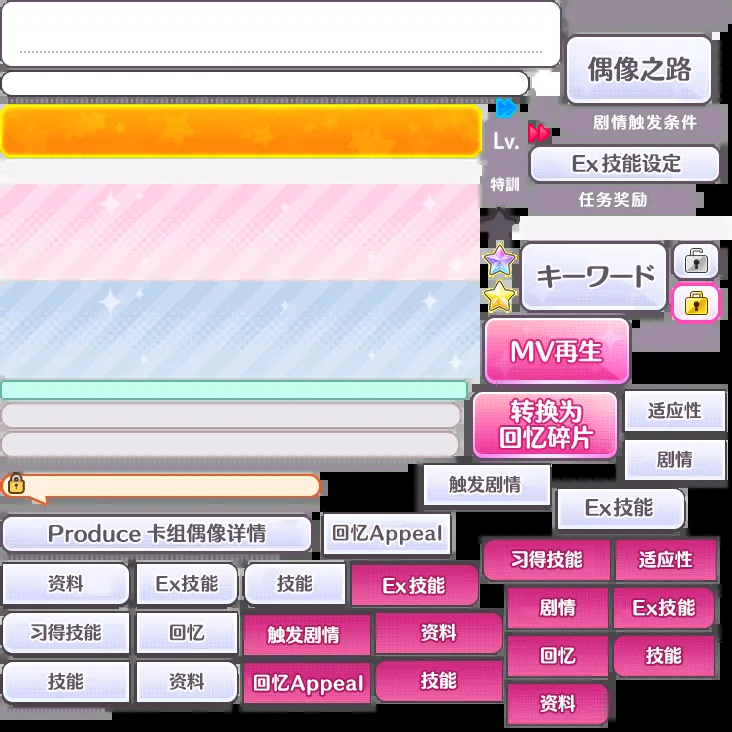 偶像之路
剧情触发条件
Lv.
Ex技能设定
特訓
任务奖励
キーワード
MV再生
转换为
回忆碎片
适应性
剧情
触发剧情
Ex技能
Produce 卡组偶像详情
回忆Appeal
习得技能
适应性
资料
Ex技能
技能
Ex技能
剧情
Ex技能
习得技能
回忆
触发剧情
资料
回忆
技能
技能
资料
回忆Appeal
技能
资料